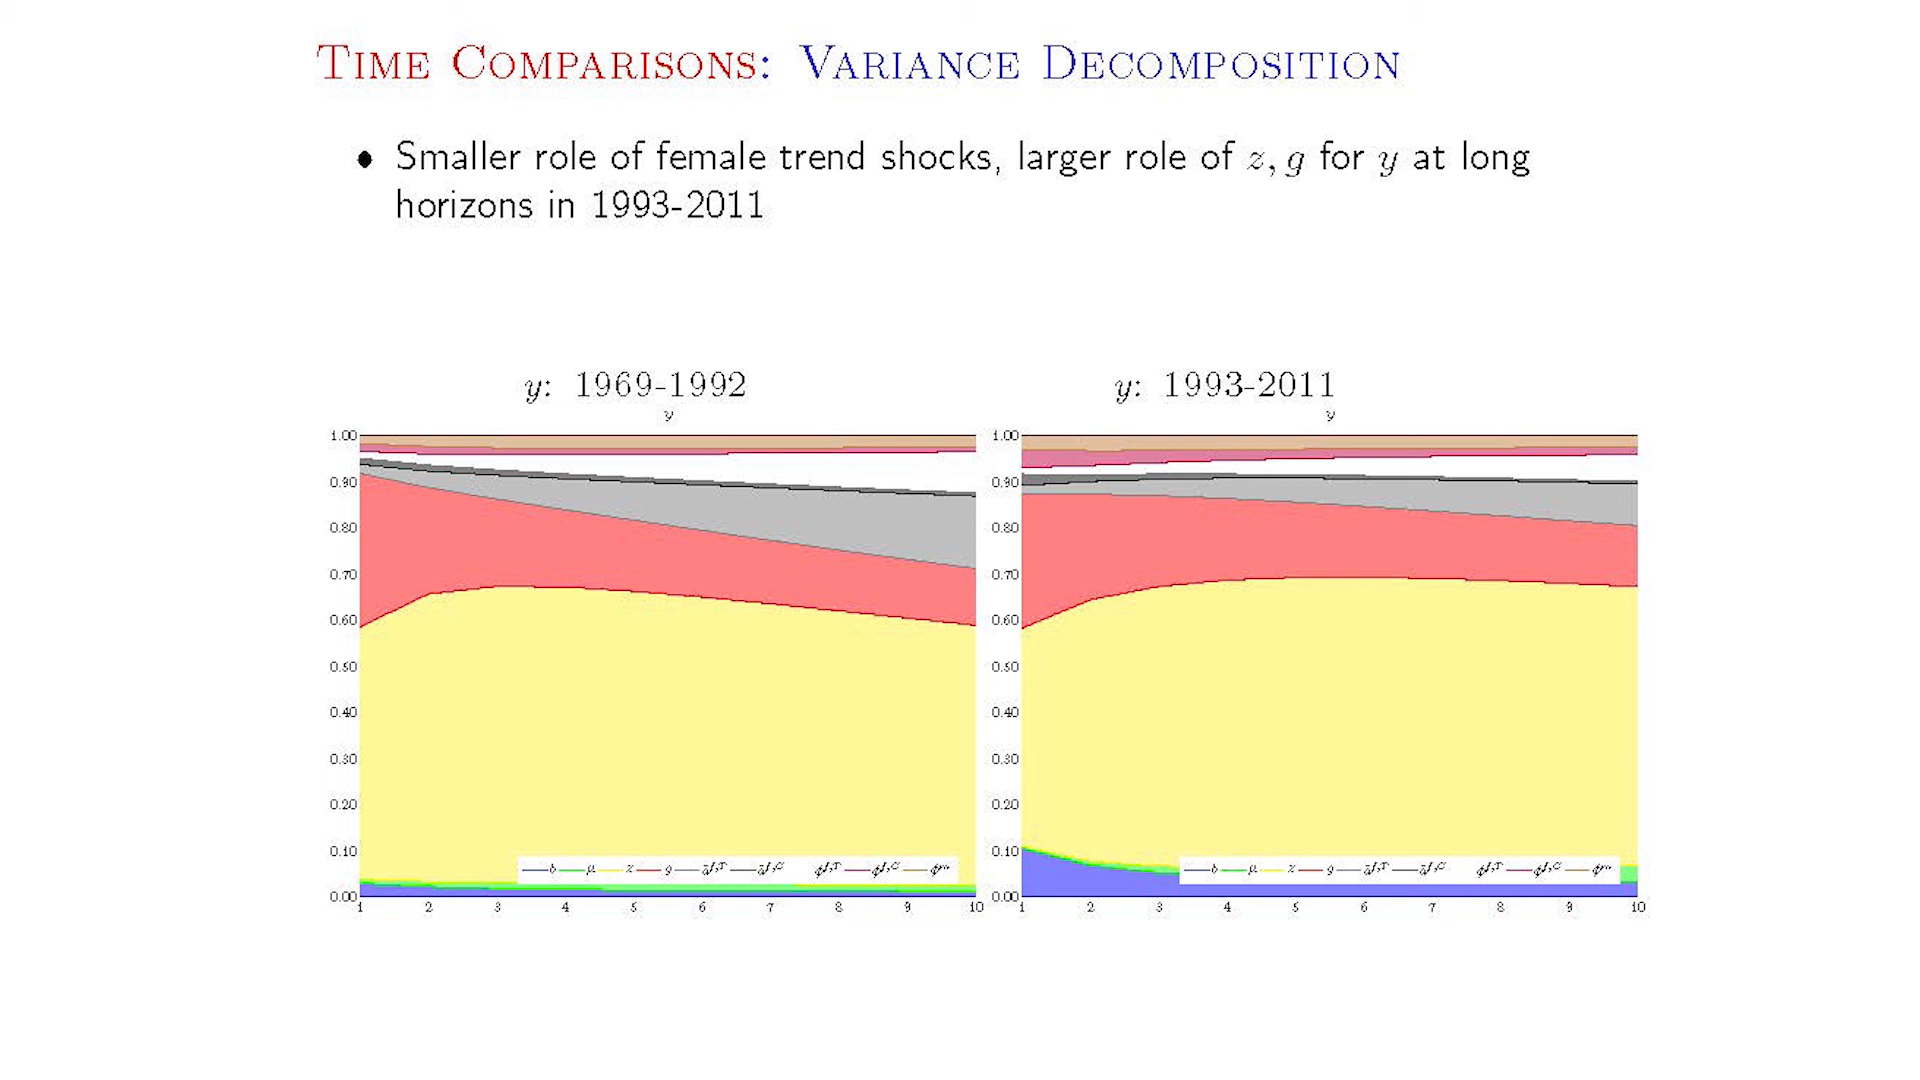 TIME COMPARISONS: VARIANCE DECOMPOSITION
• Smaller role of female trend shocks, larger role of z, g for y at long
horizons in 1993-2011
y: 1969-1992
y: 1993-2011
y
y
1.00
0.90
0.80
0.70
0.60
0.50
0.40
0.30
0.20
0.10
0.00
b μ z g ã^f,T ã^f,C φ^f,T φ^f,C φ^m
1 2 3 4 5 6 7 8 9 10
1.00
0.90
0.80
0.70
0.60
0.50
0.40
0.30
0.20
0.10
0.00
b μ z g ã^f,T ã^f,C φ^f,T φ^f,C φ^m
1 2 3 4 5 6 7 8 9 10